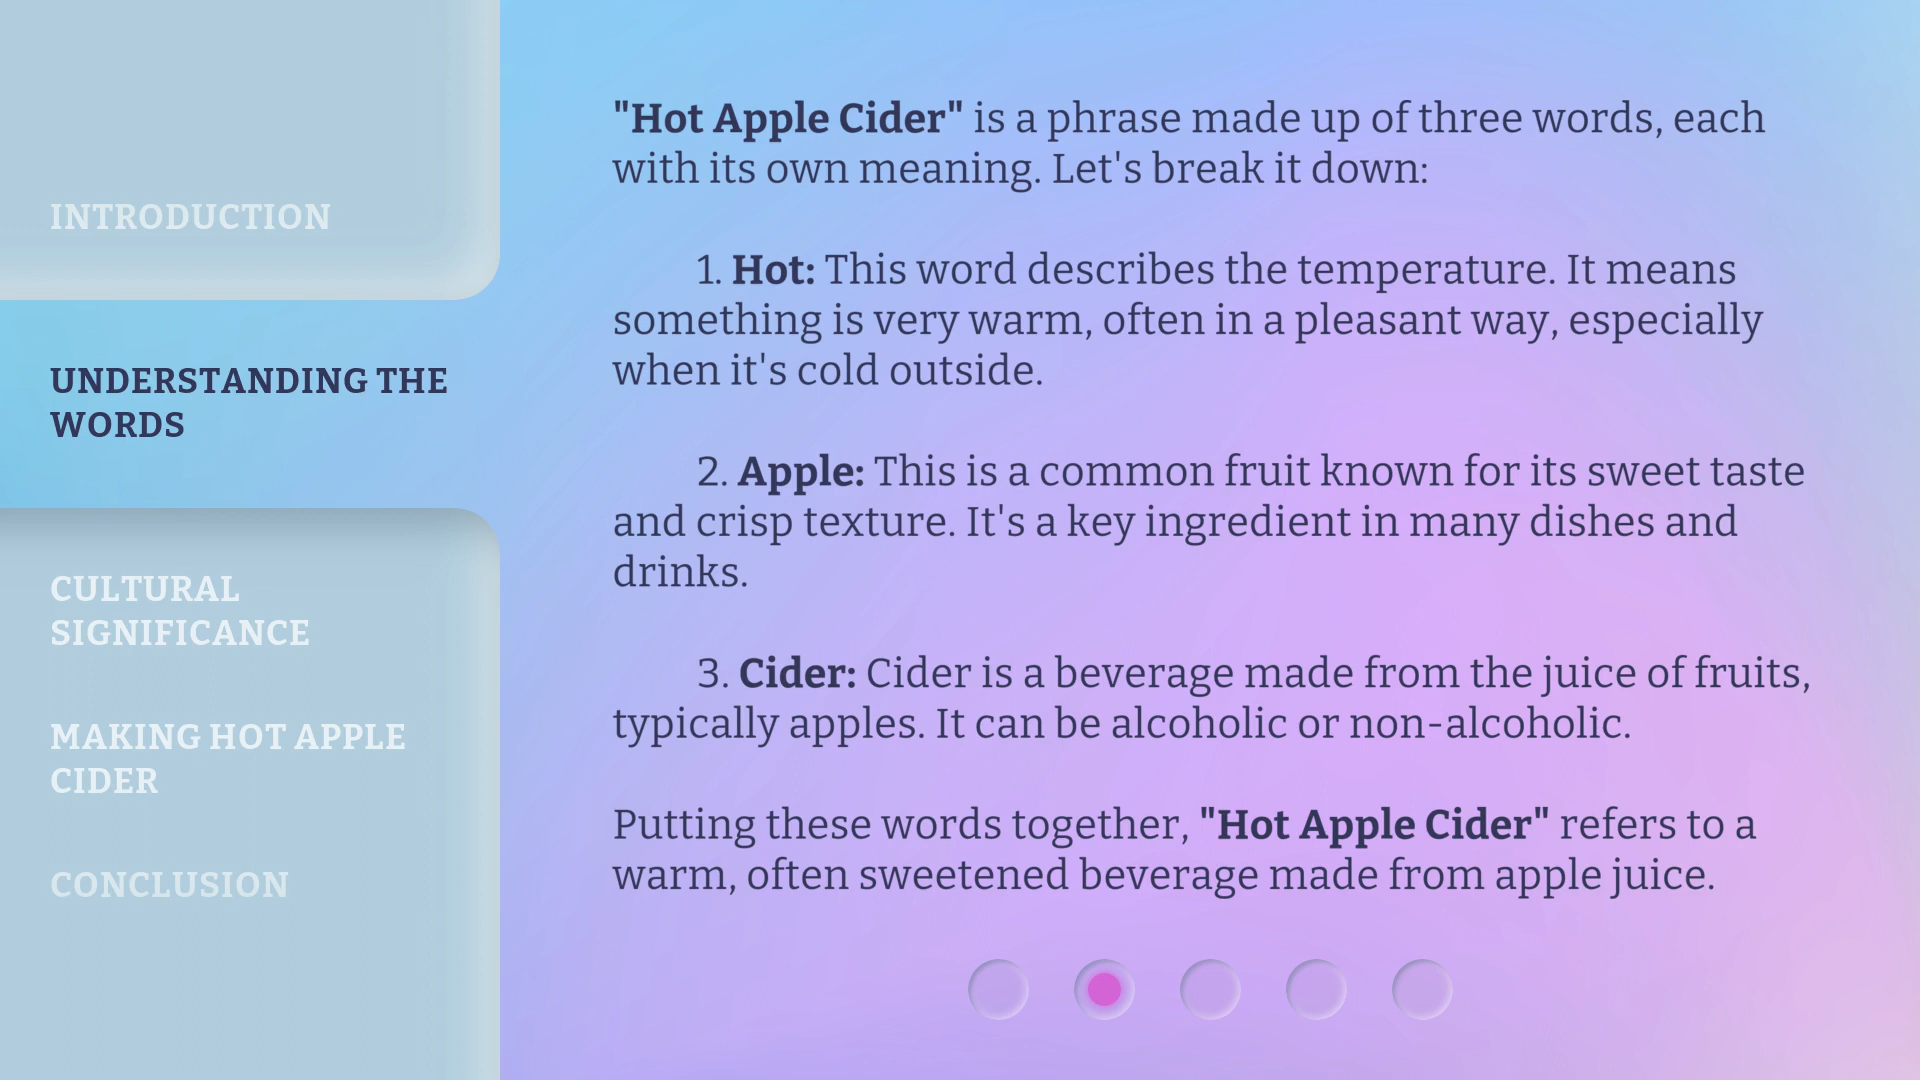 INTRODUCTION
UNDERSTANDING THE
WORDS
CULTURAL
SIGNIFICANCE
MAKING HOT APPLE
CIDER
CONCLUSION
"Hot Apple Cider" is a phrase made up of three words, each
with its own meaning. Let's break it down:
1. Hot: This word describes the temperature. It means
something is very warm, often in a pleasant way, especially
when it's cold outside.
2. Apple: This is a common fruit known for its sweet taste
and crisp texture. It's a key ingredient in many dishes and
drinks.
3. Cider: Cider is a beverage made from the juice of fruits,
typically apples. It can be alcoholic or non-alcoholic.
Putting these words together, "Hot Apple Cider" refers to a
warm, often sweetened beverage made from apple juice.